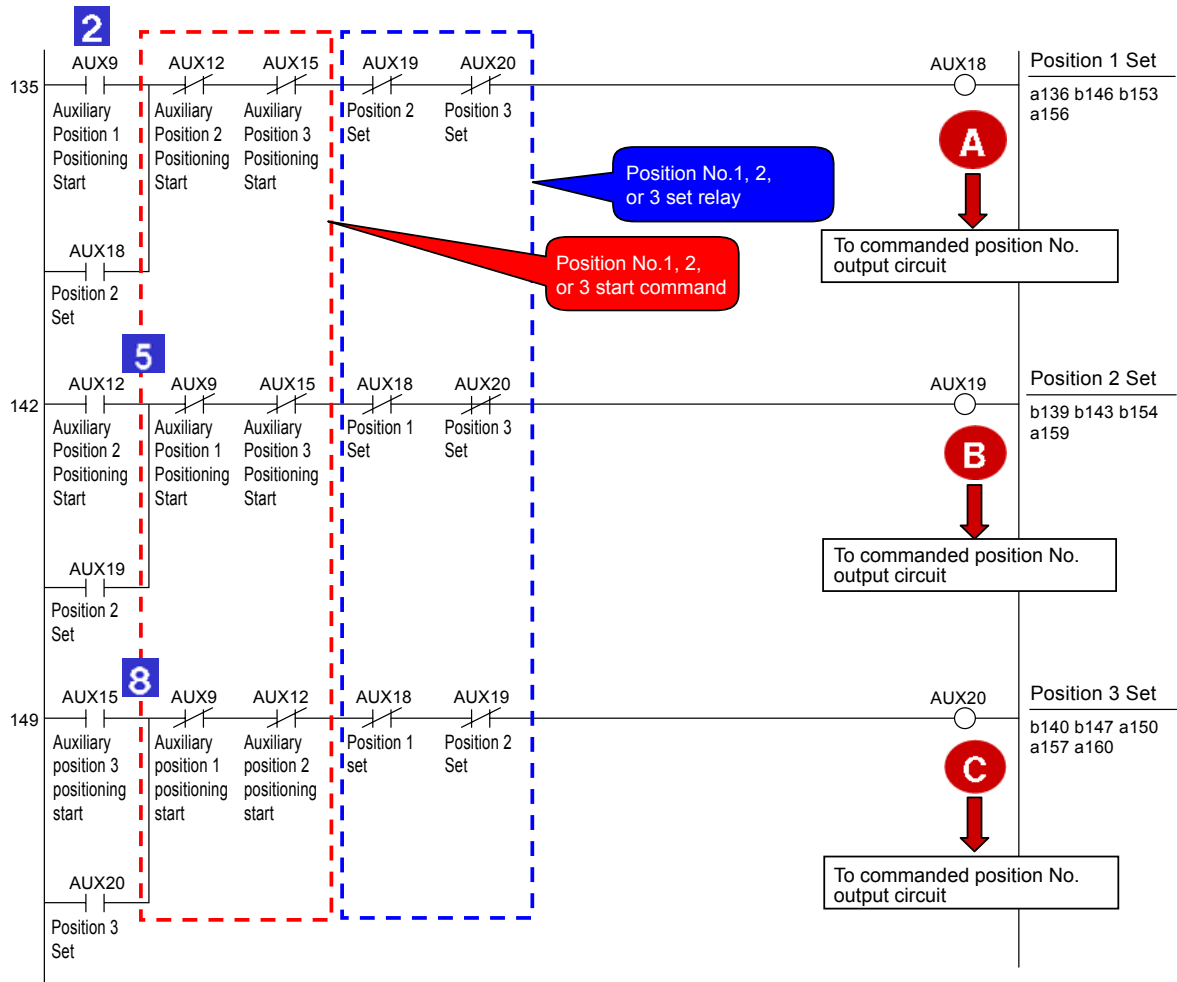 2
AUX9 AUX12 AUX15 AUX19 AUX20 AUX18 Position 1 Set
135
Auxiliary Position 1 Positioning Start
Auxiliary Position 2 Positioning Start
Auxiliary Position 3 Positioning Start
Position 2 Set
Position 3 Set
a136 b146 b153
a156
A
Position No.1, 2,
or 3 set relay
To commanded position No.
output circuit
AUX18
Position 2
Set
Position No.1, 2,
or 3 start command
5
AUX12 AUX9 AUX15 AUX18 AUX20 AUX19 Position 2 Set
142
Auxiliary Position 2 Positioning Start
Auxiliary Position 1 Positioning Start
Auxiliary Position 3 Positioning Start
Position 1 Set
Position 3 Set
b139 b143 b154
a159
B
To commanded position No.
output circuit
AUX19
Position 2
Set
8
AUX15 AUX9 AUX12 AUX18 AUX19 AUX20 Position 3 Set
149
Auxiliary position 3 positioning start
Auxiliary position 1 positioning start
Auxiliary position 2 positioning start
Position 1 set
Position 2 Set
b140 b147 a150
a157 a160
C
To commanded position No.
output circuit
AUX20
Position 3
Set